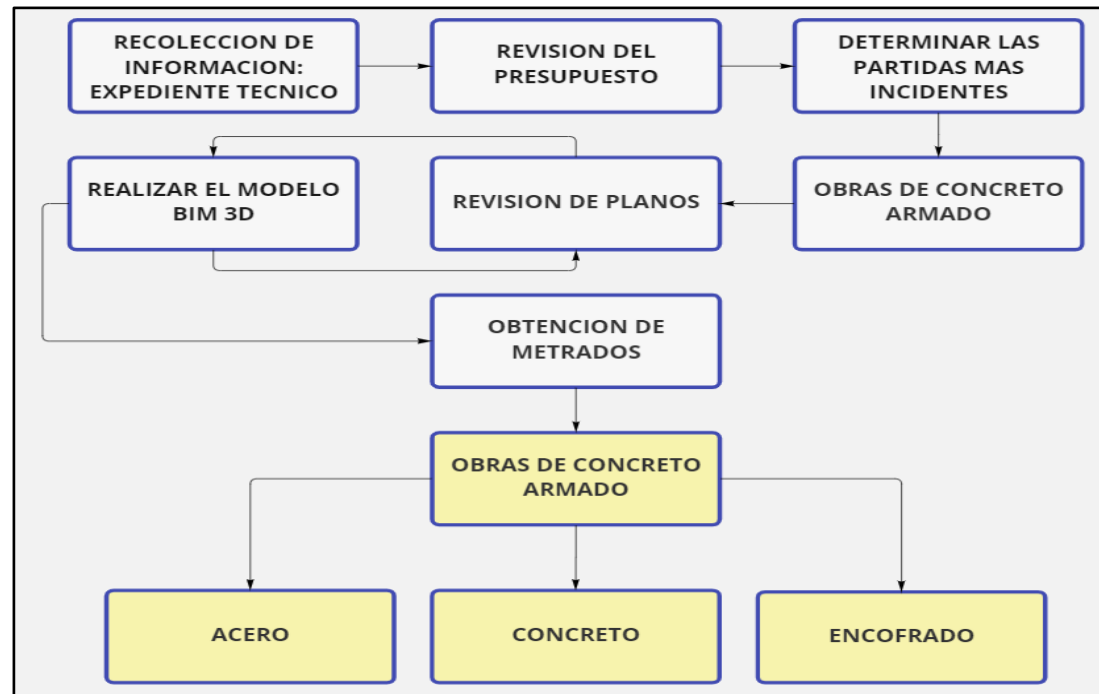 RECOLECCION DE
INFORMACION:
EXPEDIENTE TECNICO
REVISION DEL
PRESUPUESTO
DETERMINAR LAS
PARTIDAS MAS
INCIDENTES
REALIZAR EL MODELO
BIM 3D
REVISION DE PLANOS
OBRAS DE CONCRETO
ARMADO
OBTENCION DE
METRADOS
OBRAS DE CONCRETO
ARMADO
ACERO
CONCRETO
ENCOFRADO